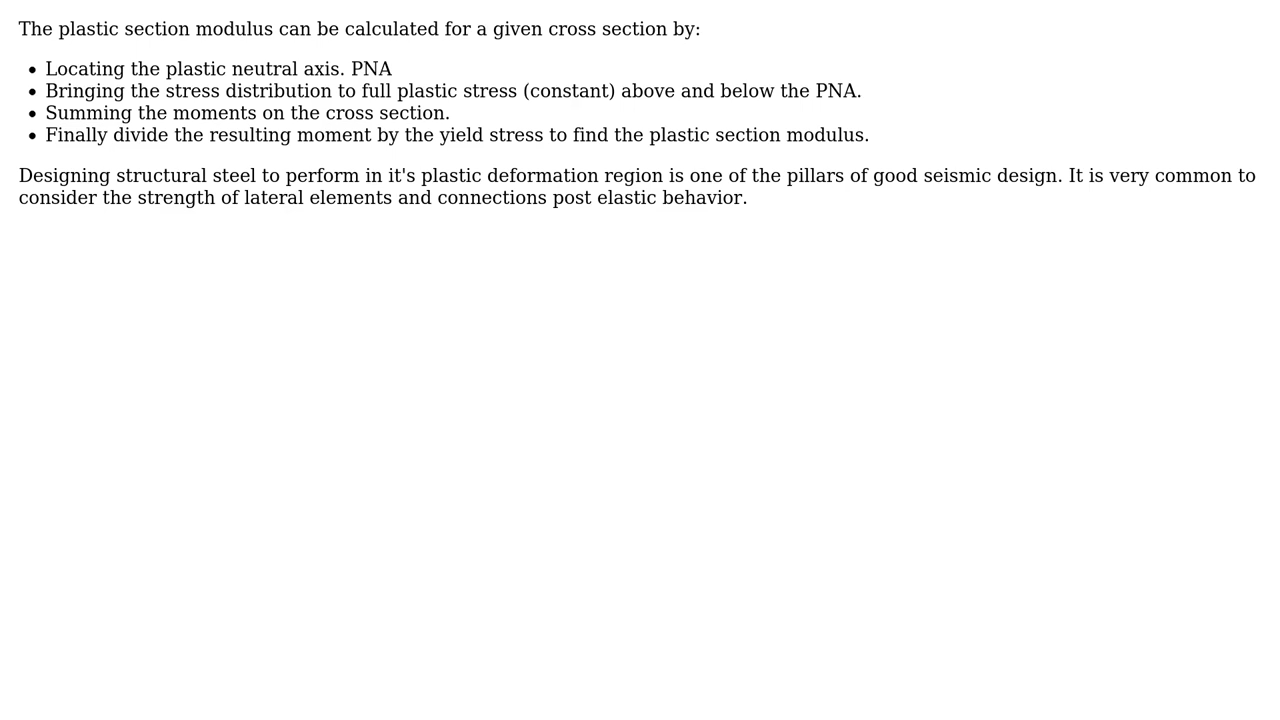 The plastic section modulus can be calculated for a given cross section by:
• Locating the plastic neutral axis. PNA
• Bringing the stress distribution to full plastic stress (constant) above and below the PNA.
• Summing the moments on the cross section.
• Finally divide the resulting moment by the yield stress to find the plastic section modulus.
Designing structural steel to perform in it's plastic deformation region is one of the pillars of good seismic design. It is very common to
consider the strength of lateral elements and connections post elastic behavior.